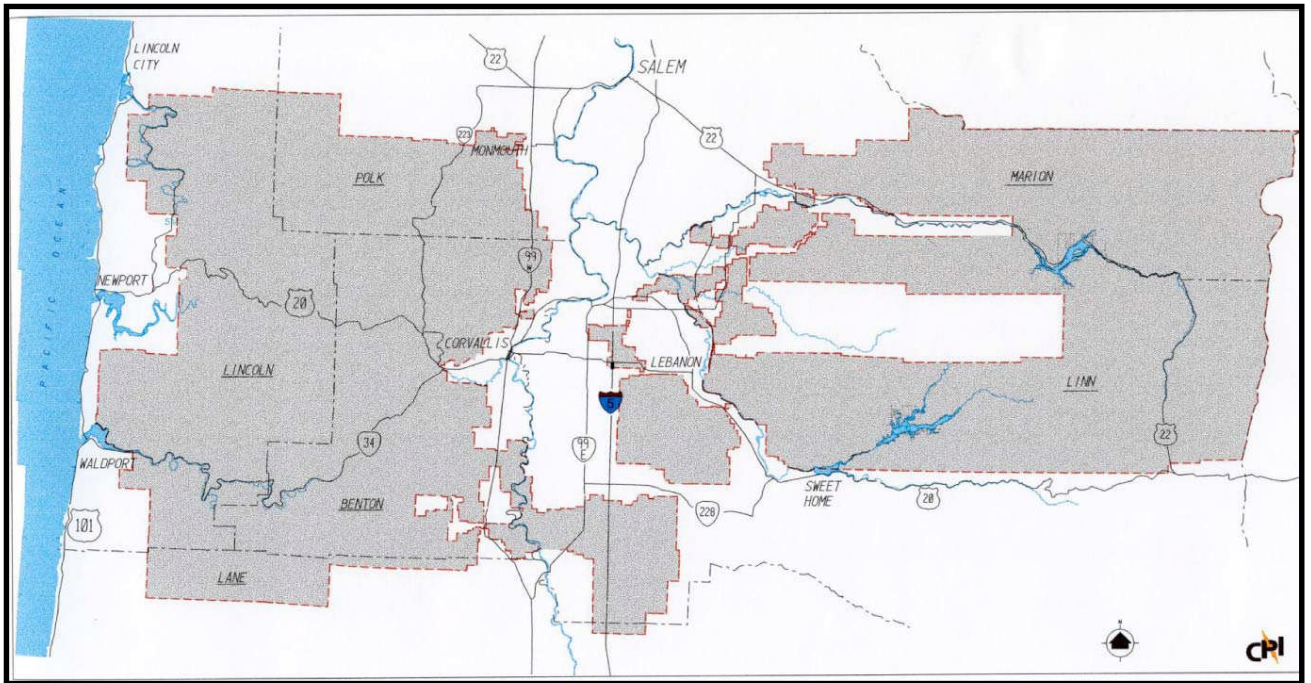 LINCOLN
CITY
22
SALEM
223
MONMOUTH
22
POLK
MARION
PACIFIC OCEAN
99
W
NEWPORT
20
CORVALLIS
LEBANON
LINCOLN
LINN
5
34
99
E
22
WALDPORT
SWEET
HOME
20
BENTON
228
101
LANE
N
CPI